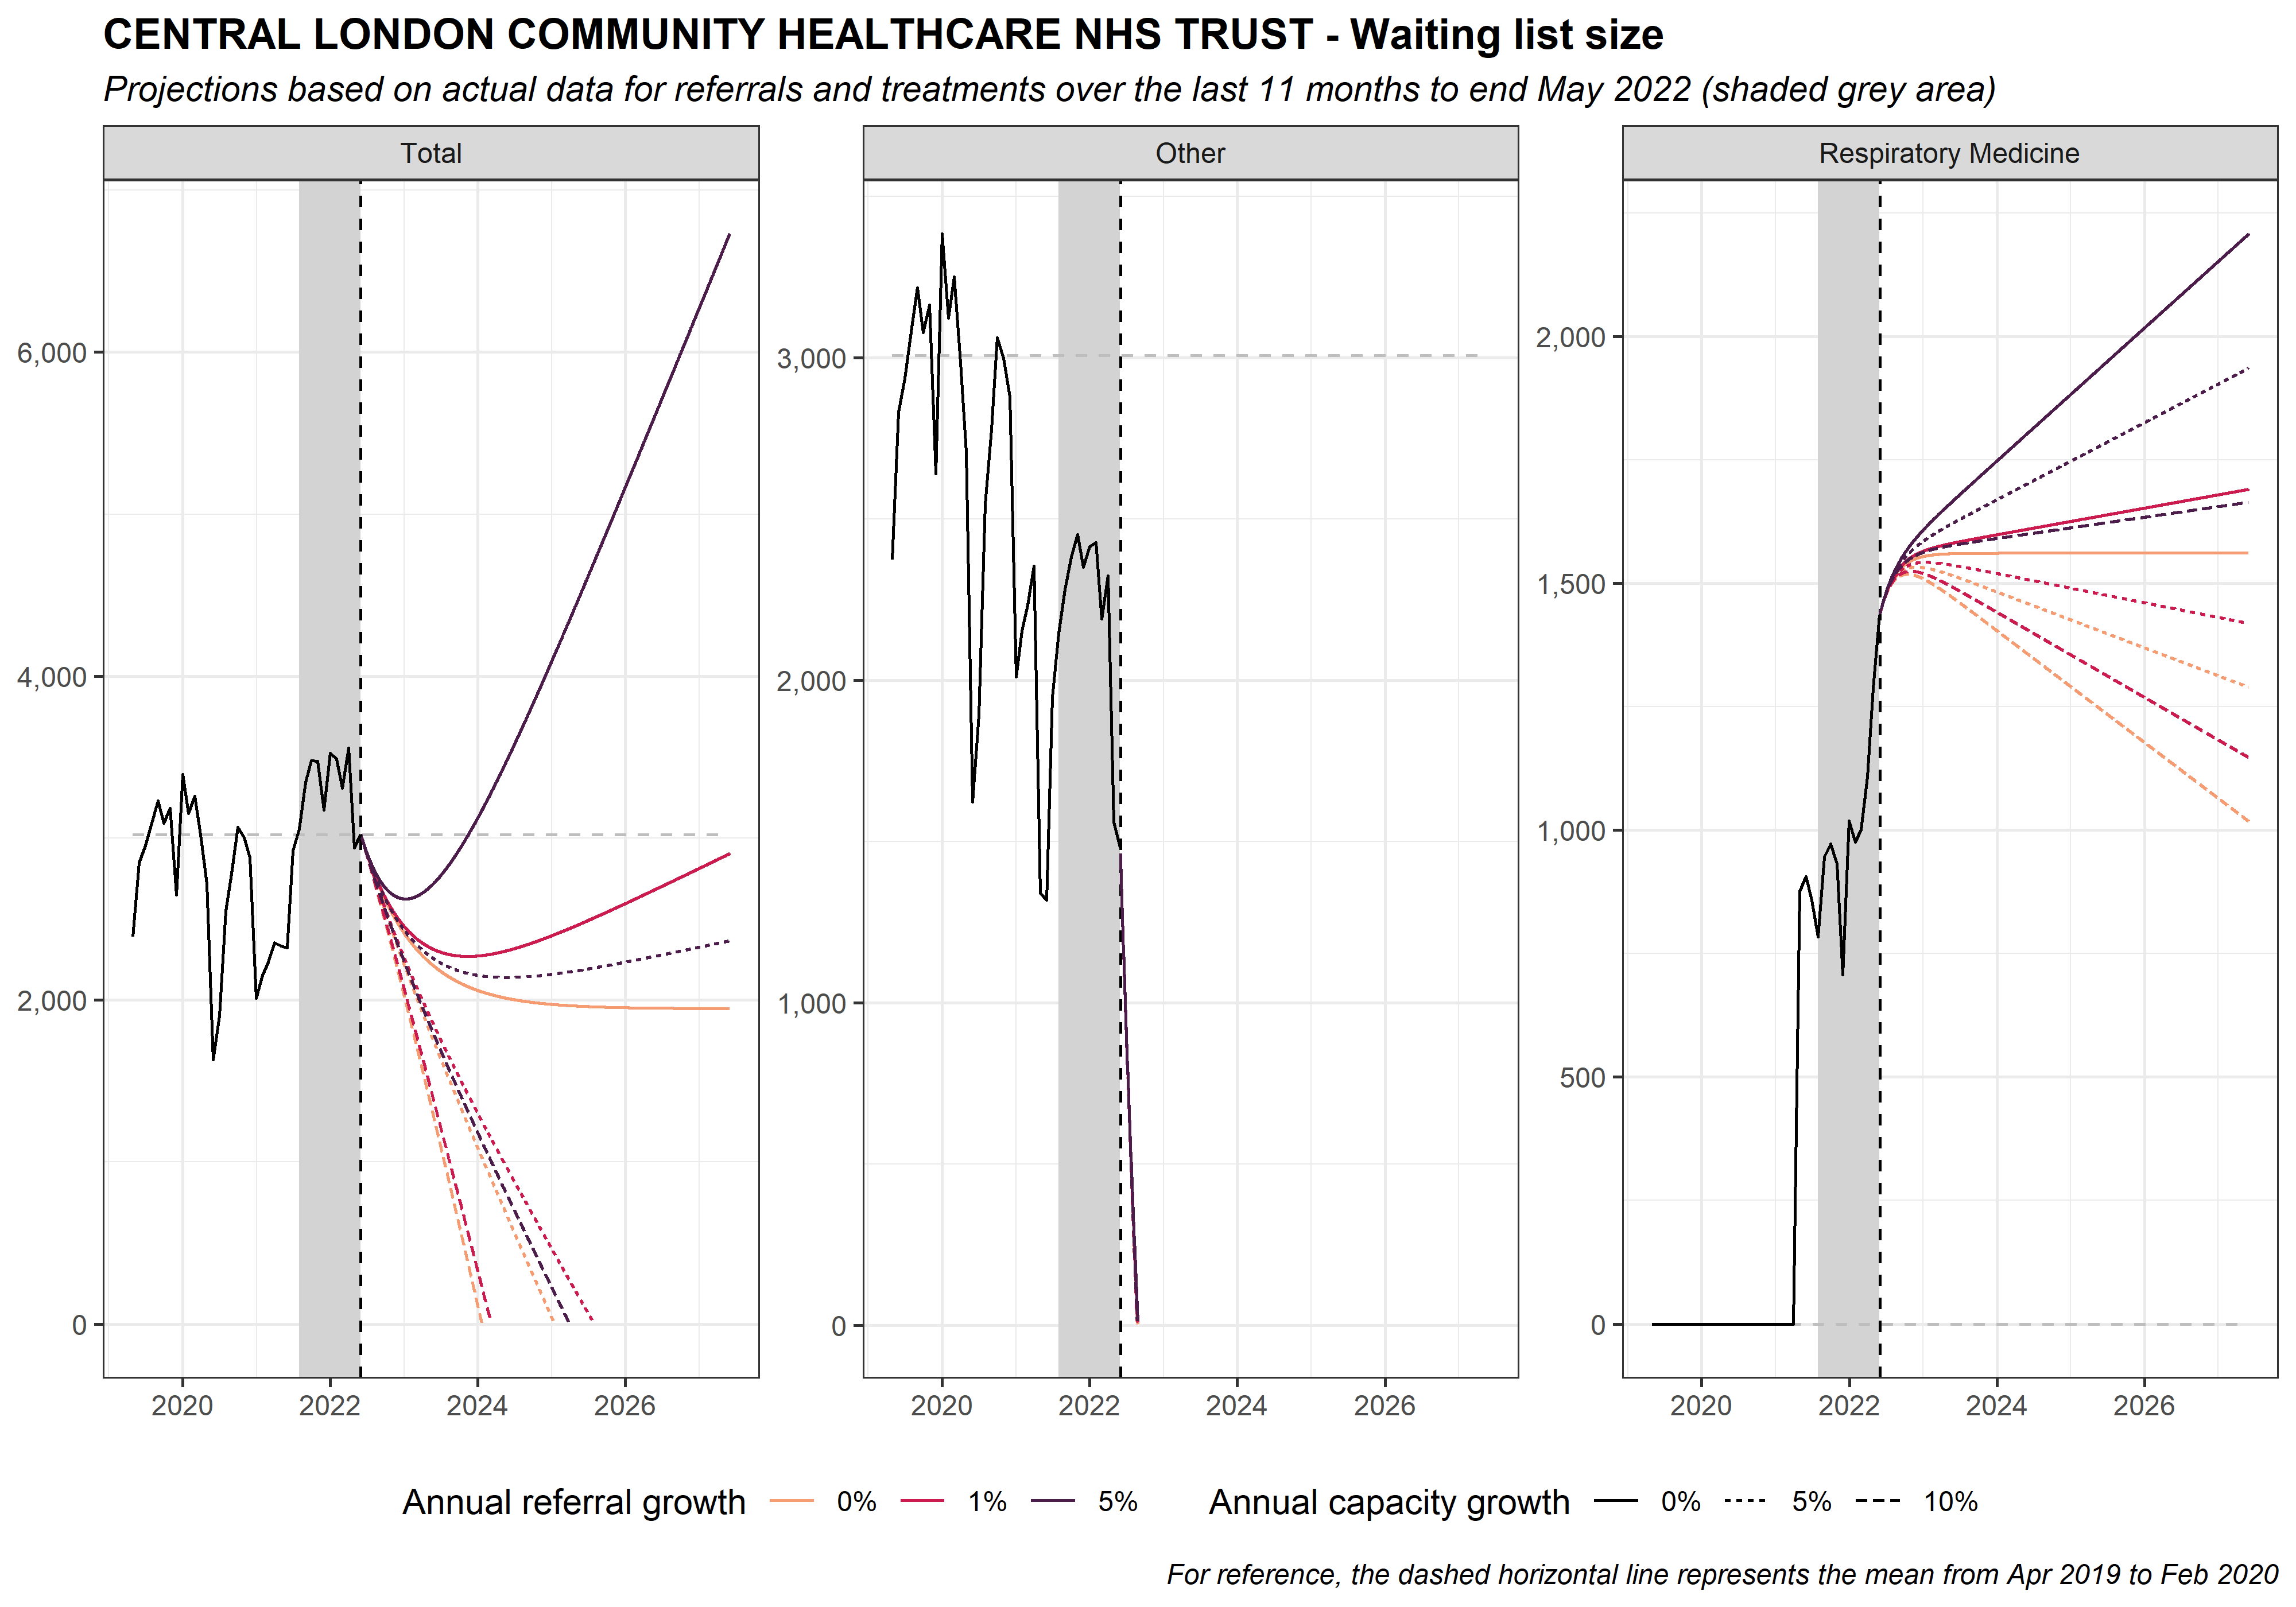 CENTRAL LONDON COMMUNITY HEALTHCARE NHS TRUST - Waiting list size
Projections based on actual data for referrals and treatments over the last 11 months to end May 2022 (shaded grey area)
Total
6,000
4,000
2,000
0
2020 2022 2024 2026
Other
3,000
2,000
1,000
0
2020 2022 2024 2026
Respiratory Medicine
2,000
1,500
1,000
500
0
2020 2022 2024 2026
Annual referral growth 0% 1% 5% Annual capacity growth 0% 5% 10%
For reference, the dashed horizontal line represents the mean from Apr 2019 to Feb 2020